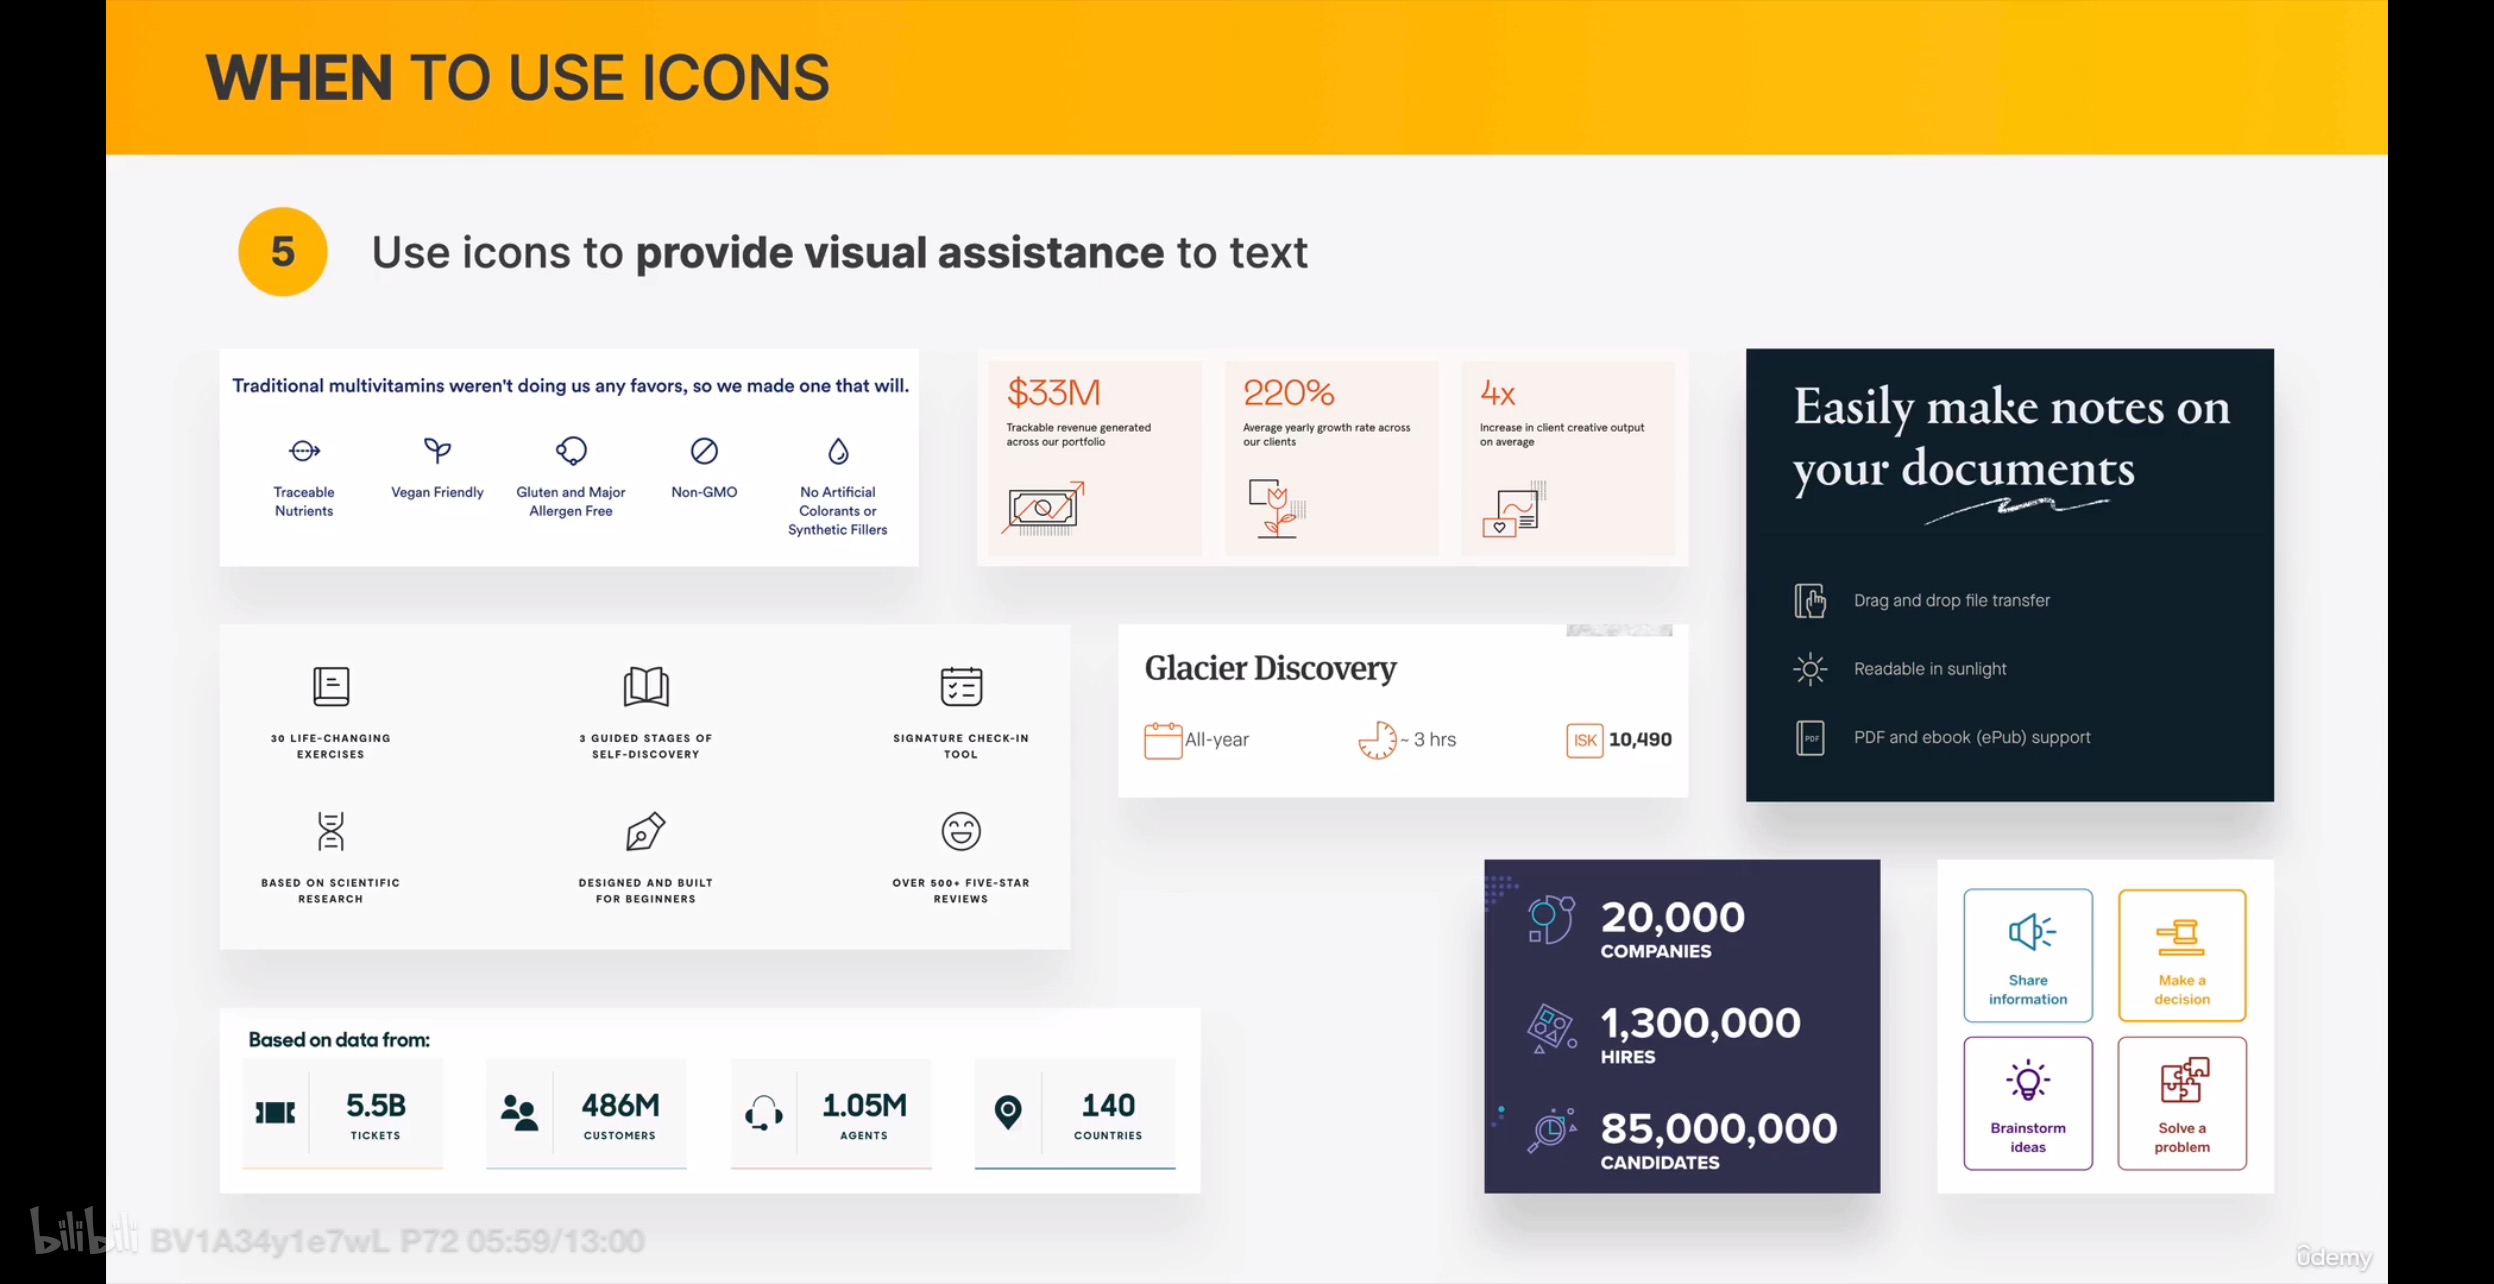 WHEN TO USE ICONS
5
Use icons to provide visual assistance to text
Traditional multivitamins weren't doing us any favors, so we made one that will.
Traceable
Nutrients
Vegan Friendly
Gluten and Major
Allergen Free
Non-GMO
No Artificial
Colorants or
Synthetic Fillers
$33M
Trackable revenue generated
across our portfolio
220%
Average yearly growth rate across
our clients
4x
Increase in client creative output
on average
Easily make notes on
your documents
Drag and drop file transfer
Readable in sunlight
PDF
PDF and ebook (ePub) support
30 LIFE-CHANGING
EXERCISES
3 GUIDED STAGES OF
SELF-DISCOVERY
SIGNATURE CHECK-IN
TOOL
BASED ON SCIENTIFIC
RESEARCH
DESIGNED AND BUILT
FOR BEGINNERS
OVER 500+ FIVE-STAR
REVIEWS
Glacier Discovery
All-year
~ 3 hrs
ISK 10,490
Based on data from:
5.5B
TICKETS
486M
CUSTOMERS
1.05M
AGENTS
140
COUNTRIES
20,000
COMPANIES
1,300,000
HIRES
85,000,000
CANDIDATES
Share
information
Make a
decision
Brainstorm
ideas
Solve a
problem
bilibili BV1A34y1e7wL P72 05:59/13:00
ûdemy